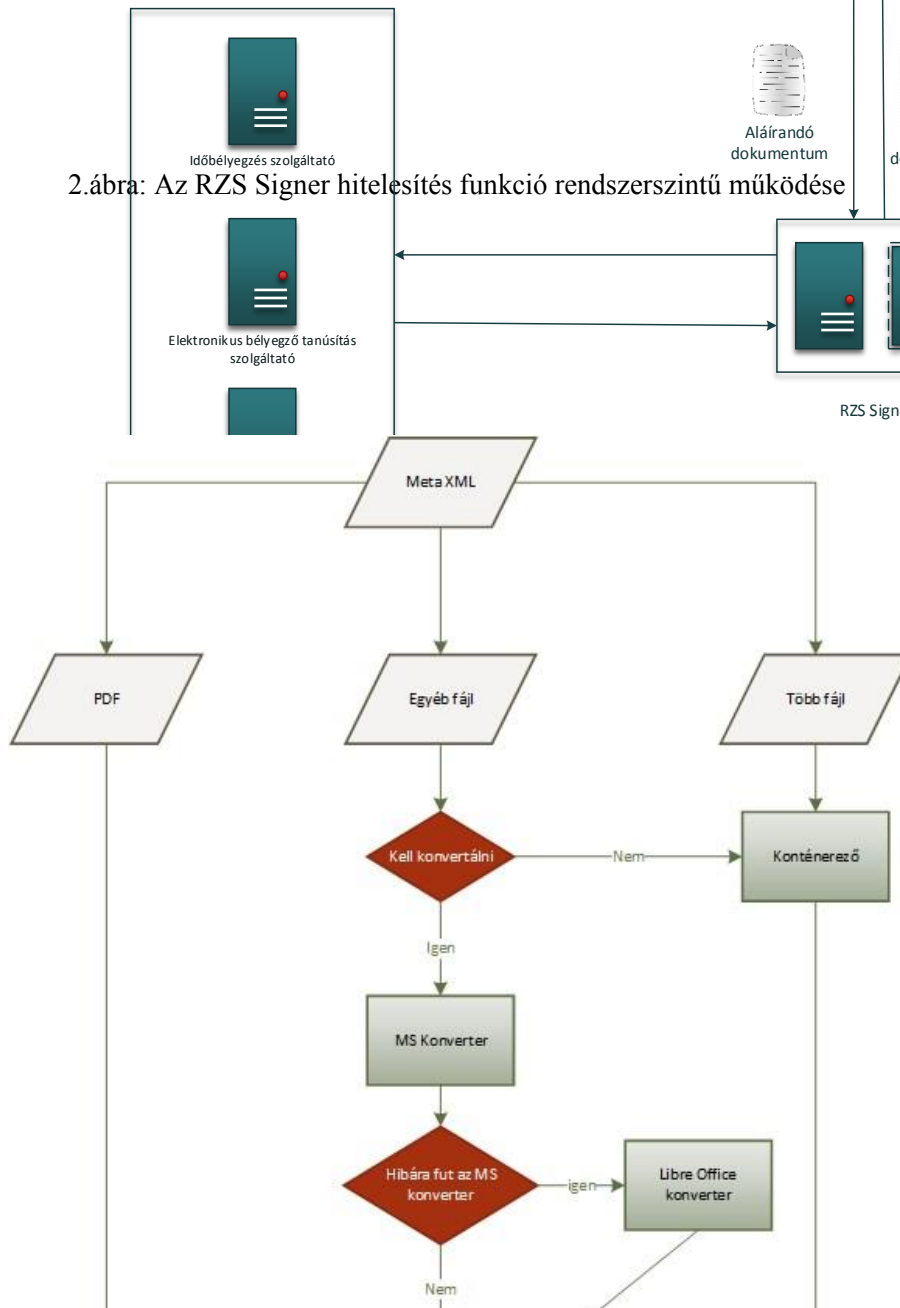 Időbélyegzés szolgáltató
Aláírandó
dokumentum
2.ábra: Az RZS Signer hitelesítés funkció rendszerszintű működése
Elektronikus bélyegző tanúsítás
szolgáltató
Meta XML
PDF
Egyéb fájl
Több fájl
Kell konvertálni
Nem
Konténerező
Igen
MS Konverter
Hibára fut az MS
konverter
igen
Libre Office
konverter
Nem